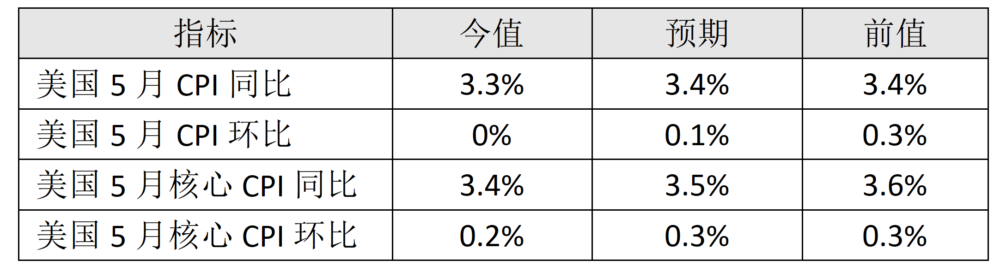 指标 今值 预期 前值
美国 5 月 CPI 同比 3.3% 3.4% 3.4%
美国 5 月 CPI 环比 0% 0.1% 0.3%
美国 5 月核心 CPI 同比 3.4% 3.5% 3.6%
美国 5 月核心 CPI 环比 0.2% 0.3% 0.3%